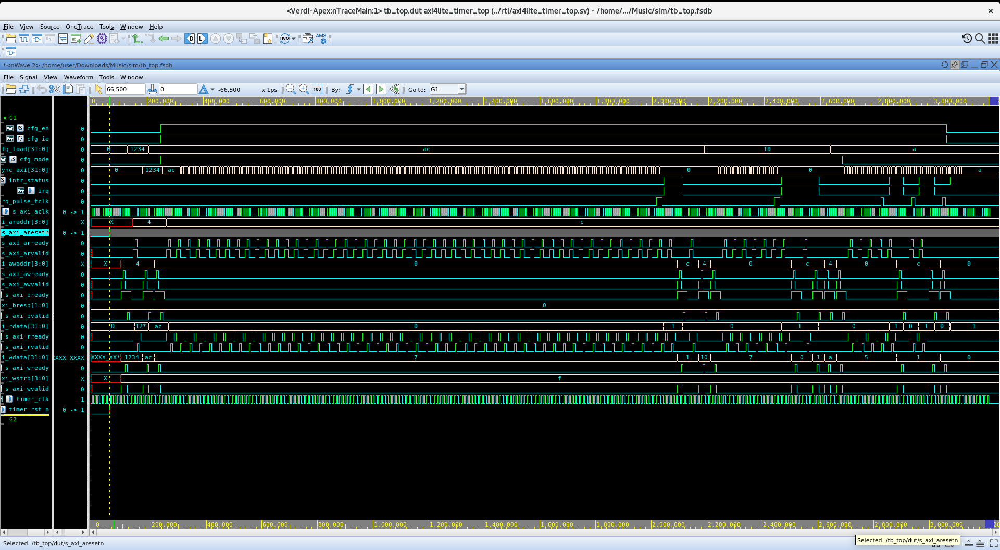 <Verdi-Apex:nTraceMain:1> tb_top.dut axi4lite_timer_top (../rtl/axi4lite_timer_top.sv) - /home/.../Music/sim/tb_top.fsdb
File View Source OneTrace Tools Window Help
D L UVM AMS
*<nWave:2> /home/user/Downloads/Music/sim/tb_top.fsdb
File Signal View Waveform Tools Window
66,500 0 -66,500 x 1ps 100 By: Go to: G1
0 200,000 400,000 600,000 800,000 1,000,000 1,200,000 1,400,000 1,600,000 1,800,000 2,000,000 2,200,000 2,400,000 2,600,000 2,800,000 3,000,000
= G1
Ver cfg_en 0
Ver cfg_ie 0
fg_load[31:0] 0 0 1234 ac 10 a
Ver cfg_mode 0
ync_axi[31:0] 0 0 1234 ac 0 0 a
intr_status 0
Ver irq 0
rq_pulse_tclk 0
s_axi_aclk 0 -> 1
xi_araddr[3:0] X X 4 c
s_axi_aresetn 0 -> 1
s_axi_arready 0
s_axi_arvalid 0
xi_awaddr[3:0] X X 4 0 c 4 0 c 4 0 c 0
s_axi_awready 0
s_axi_awvalid 0
s_axi_bready 0
xi_bresp[1:0] 0 0
s_axi_bvalid 0
i_rdata[31:0] 0 0 12* ac 0 1 0 1 0 1 0 1 0 1
s_axi_rready 0
s_axi_rvalid 0
i_wdata[31:0] XXXX_XXXX XXXX_XX* 1234 ac 7 1 10 7 0 1 a 5 1 0
s_axi_wready 0
xi_wstrb[3:0] X X f
s_axi_wvalid 0
timer_clk 1
timer_rst_n 0 -> 1
G2
0 200,000 400,000 600,000 800,000 1,000,000 1,200,000 1,400,000 1,600,000 1,800,000 2,000,000 2,200,000 2,400,000 2,600,000 2,800,000 3,000,000
Selected: /tb_top/dut/s_axi_aresetn
Selected: /tb_top/dut/s_axi_aresetn